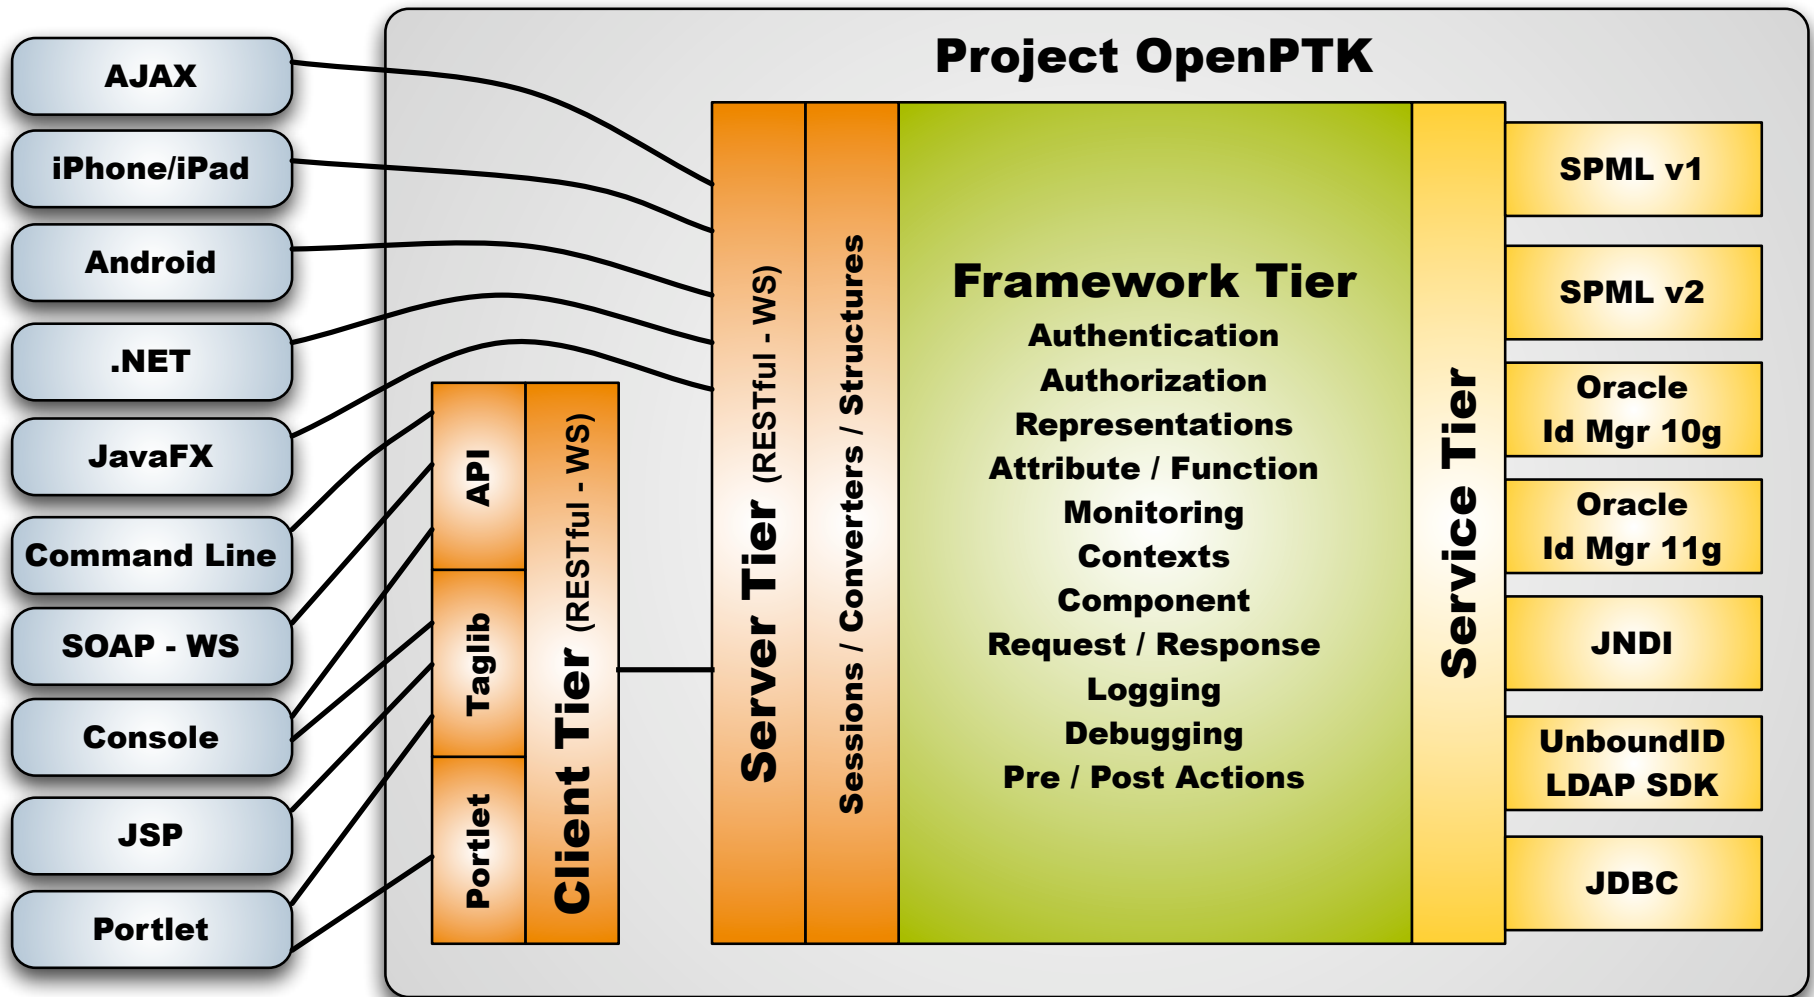 Project OpenPTK
AJAX
iPhone/iPad
Android
.NET
JavaFX
Command Line
SOAP - WS
Console
JSP
Portlet
API
Taglib
Portlet
Client Tier (RESTful - WS)
Server Tier (RESTful - WS)
Sessions / Converters / Structures
Framework Tier
Authentication
Authorization
Representations
Attribute / Function
Monitoring
Contexts
Component
Request / Response
Logging
Debugging
Pre / Post Actions
Service Tier
SPML v1
SPML v2
Oracle
Id Mgr 10g
Oracle
Id Mgr 11g
JNDI
UnboundID
LDAP SDK
JDBC